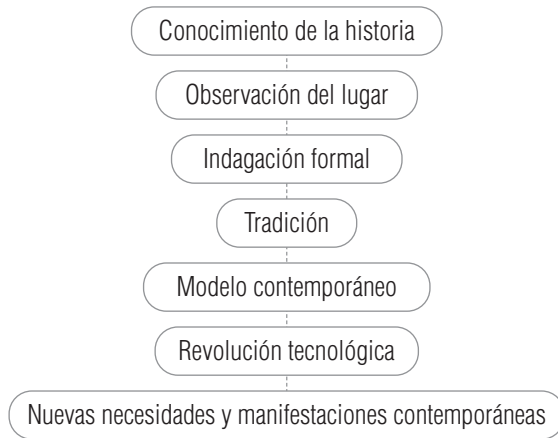 Conocimiento de la historia
Observación del lugar
Indagación formal
Tradición
Modelo contemporáneo
Revolución tecnológica
Nuevas necesidades y manifestaciones contemporáneas